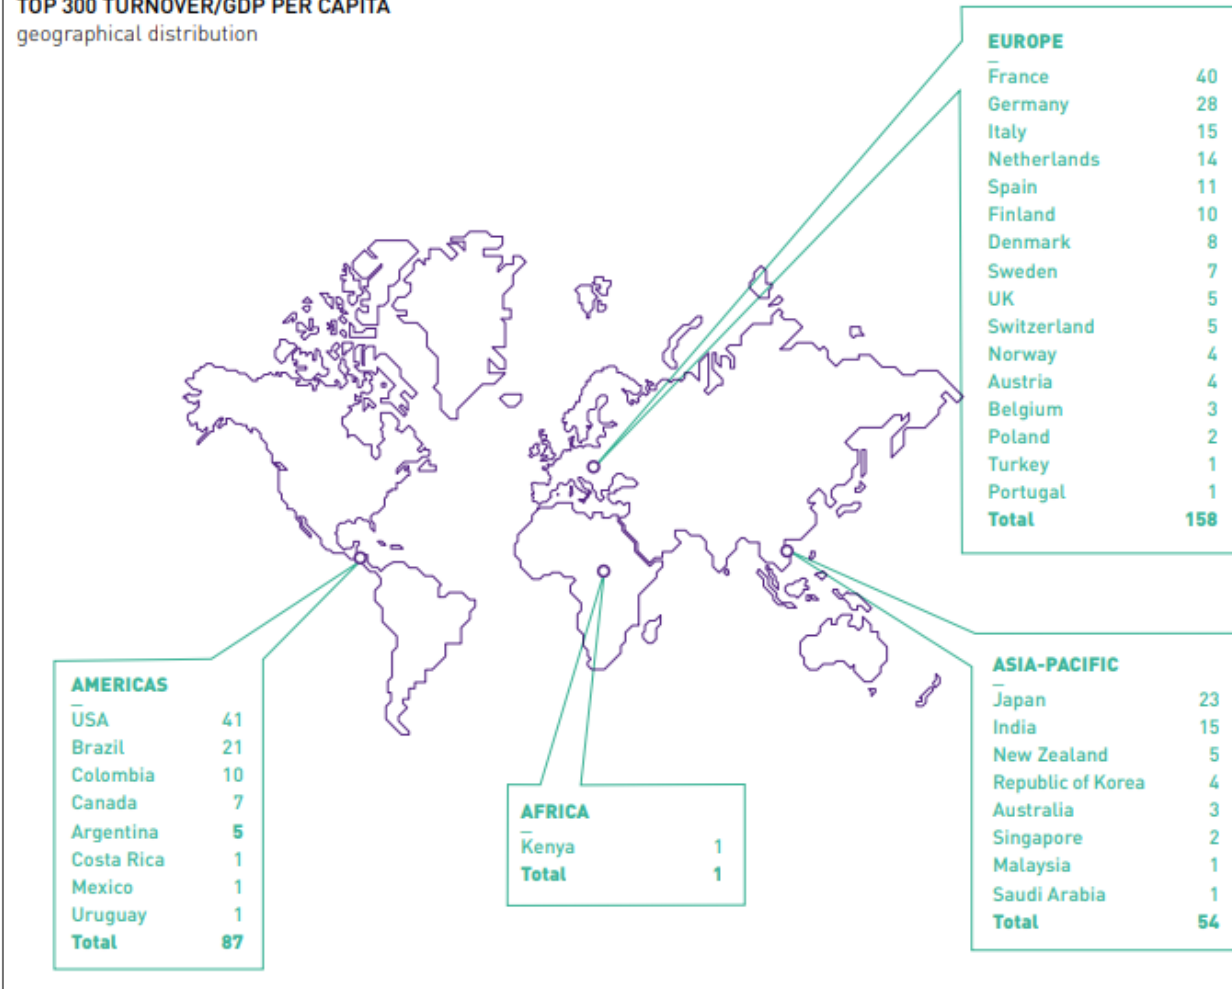 TOP 300 TURNOVER/GDP PER CAPITA
geographical distribution
EUROPE
France 40
Germany 28
Italy 15
Netherlands 14
Spain 11
Finland 10
Denmark 8
Sweden 7
UK 5
Switzerland 5
Norway 4
Austria 4
Belgium 3
Poland 2
Turkey 1
Portugal 1
Total 158
AMERICAS
USA 41
Brazil 21
Colombia 10
Canada 7
Argentina 5
Costa Rica 1
Mexico 1
Uruguay 1
Total 87
AFRICA
Kenya 1
Total 1
ASIA-PACIFIC
Japan 23
India 15
New Zealand 5
Republic of Korea 4
Australia 3
Singapore 2
Malaysia 1
Saudi Arabia 1
Total 54